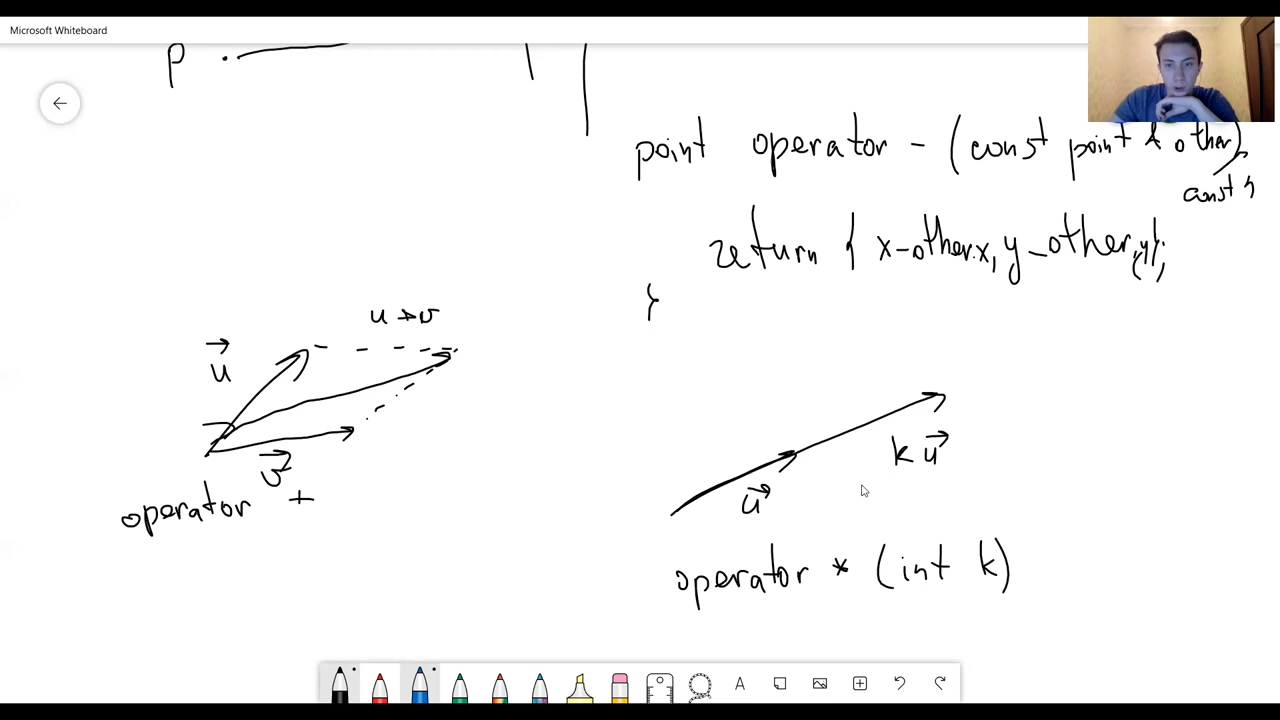 Microsoft Whiteboard
p
point operator - (const point & other)
const {
return { x-other.x, y-other.y};
}
u + v
u
v
operator +
u
k u
operator * (int k)
A